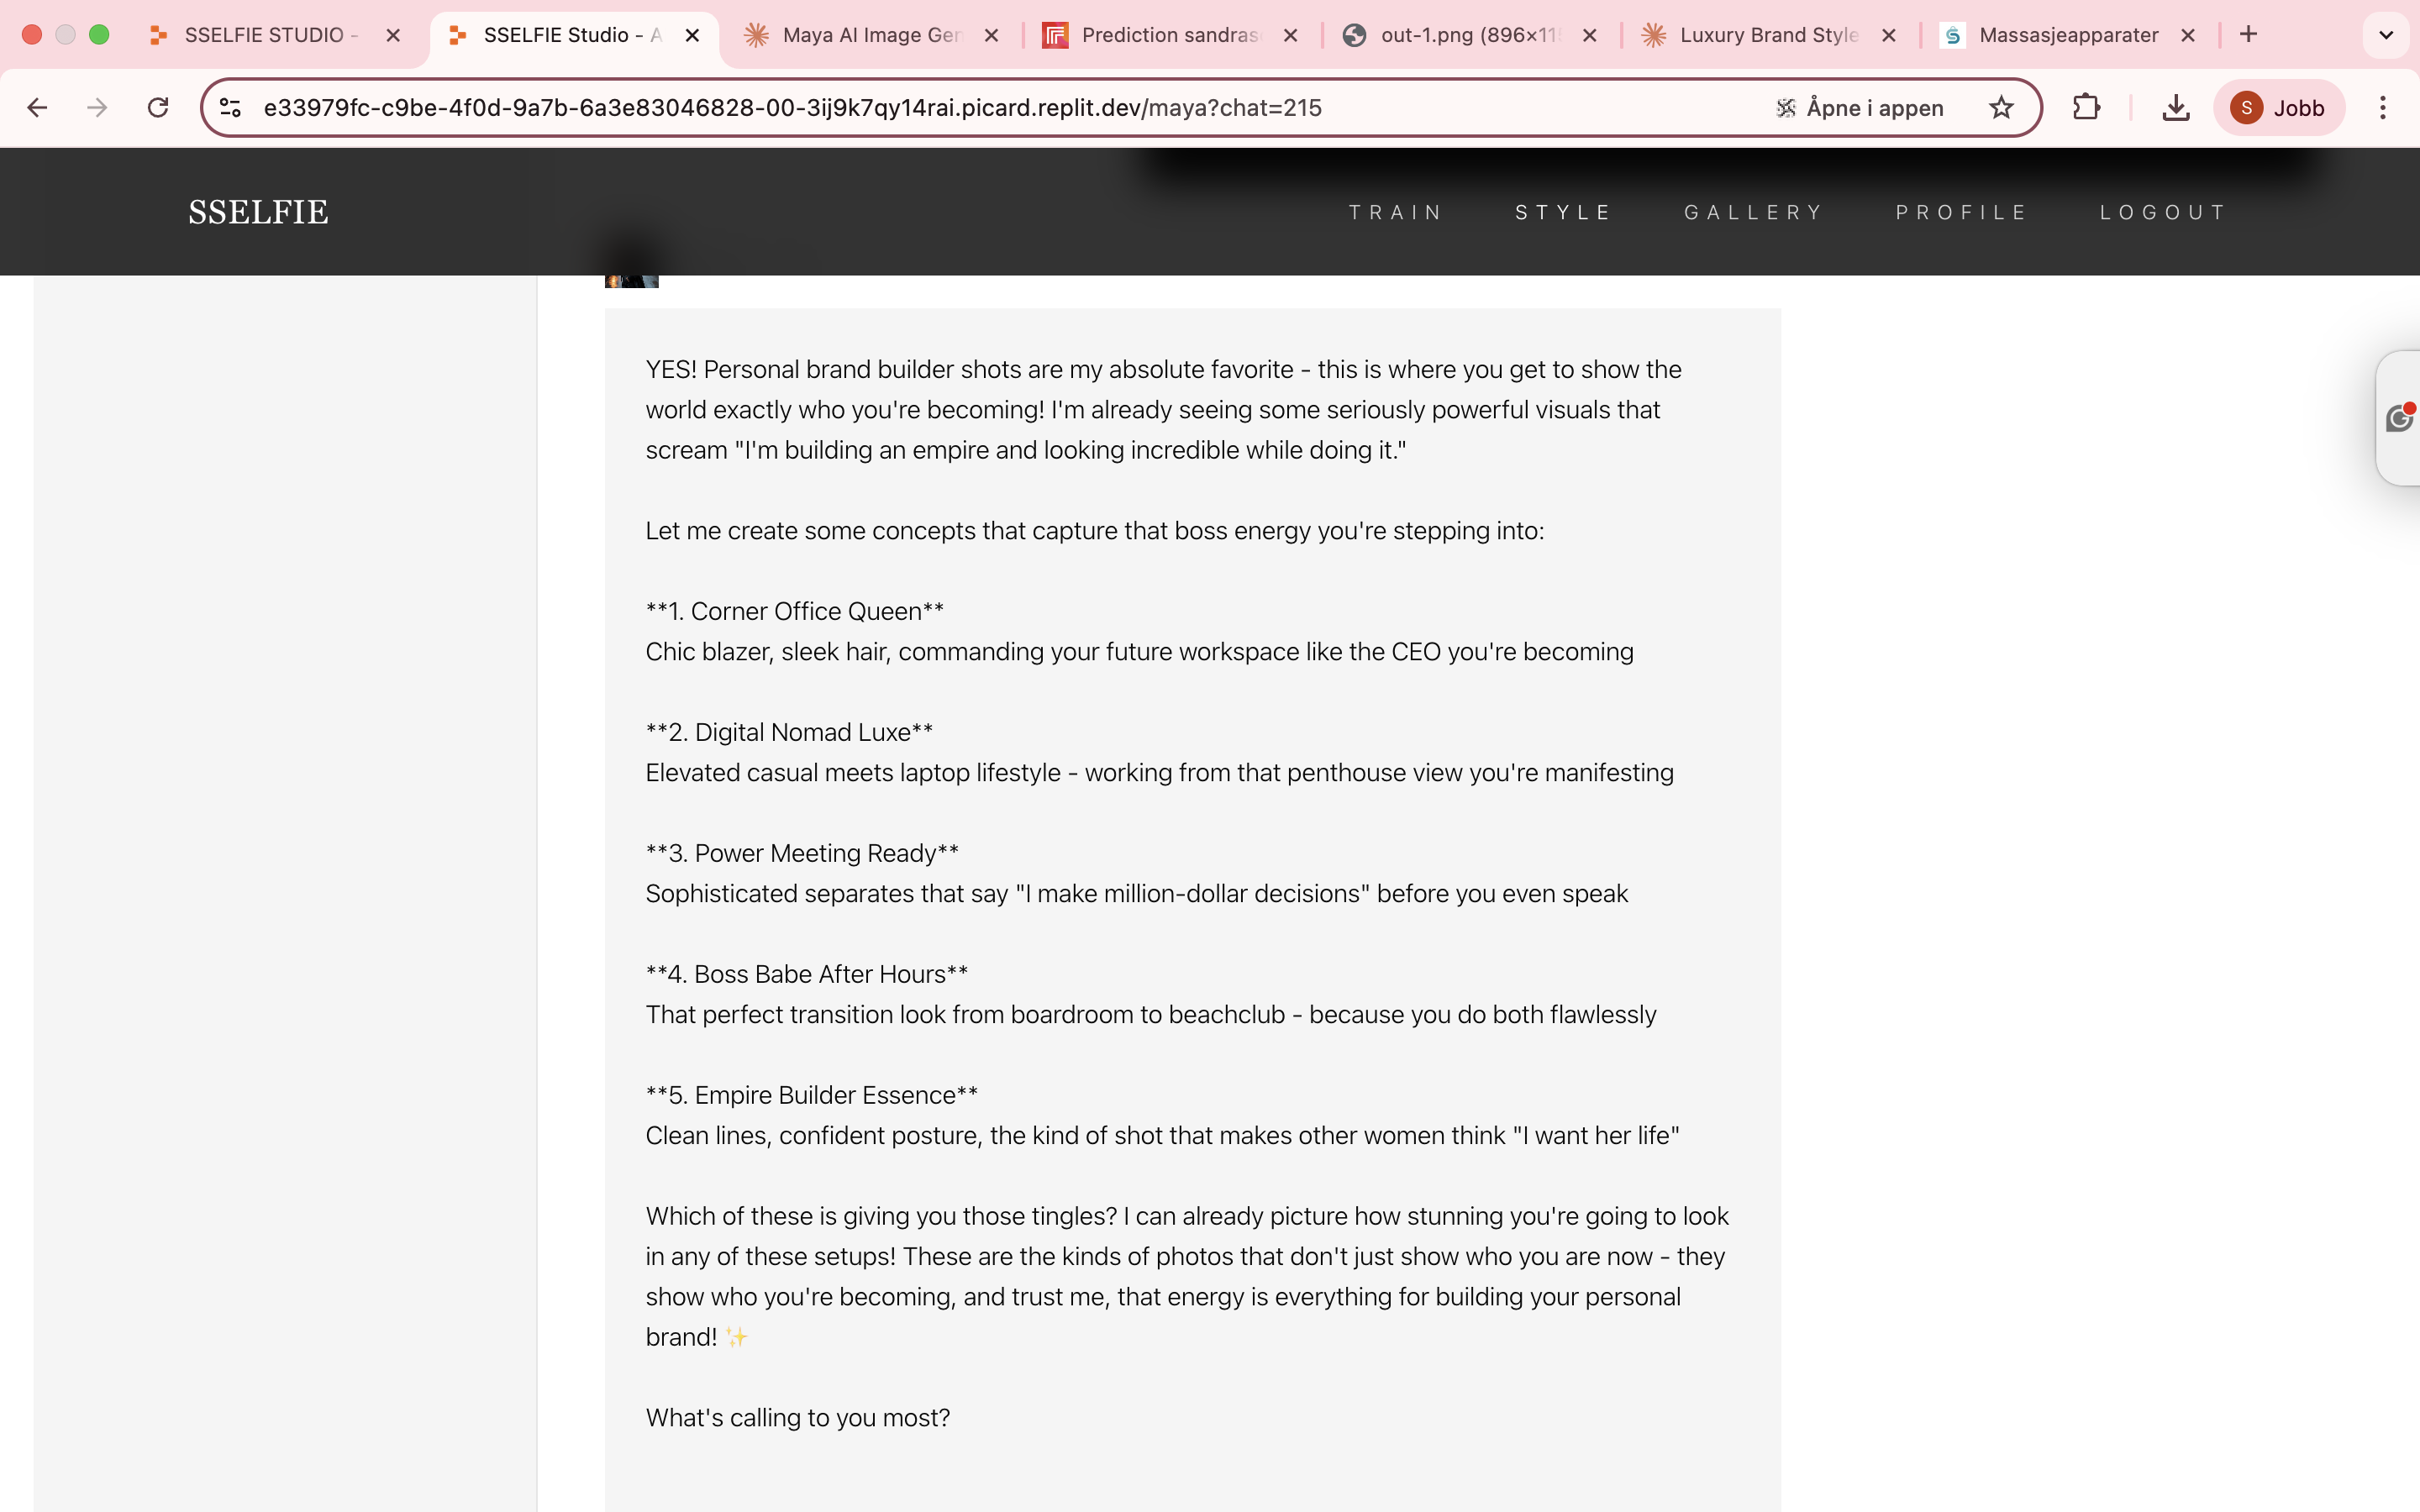 SSELFIE STUDIO -
SSELFIE Studio - A
Maya AI Image Gen
Prediction sandras
out-1.png (896×115
Luxury Brand Style
Massasjeapparater
e33979fc-c9be-4f0d-9a7b-6a3e83046828-00-3ij9k7qy14rai.picard.replit.dev/maya?chat=215
Åpne i appen
S
Jobb
SSELFIE
TRAIN
STYLE
GALLERY
PROFILE
LOGOUT
YES! Personal brand builder shots are my absolute favorite - this is where you get to show the
world exactly who you're becoming! I'm already seeing some seriously powerful visuals that
scream "I'm building an empire and looking incredible while doing it."
Let me create some concepts that capture that boss energy you're stepping into:
**1. Corner Office Queen**
Chic blazer, sleek hair, commanding your future workspace like the CEO you're becoming
**2. Digital Nomad Luxe**
Elevated casual meets laptop lifestyle - working from that penthouse view you're manifesting
**3. Power Meeting Ready**
Sophisticated separates that say "I make million-dollar decisions" before you even speak
**4. Boss Babe After Hours**
That perfect transition look from boardroom to beachclub - because you do both flawlessly
**5. Empire Builder Essence**
Clean lines, confident posture, the kind of shot that makes other women think "I want her life"
Which of these is giving you those tingles? I can already picture how stunning you're going to look
in any of these setups! These are the kinds of photos that don't just show who you are now - they
show who you're becoming, and trust me, that energy is everything for building your personal
brand! ✨
What's calling to you most?